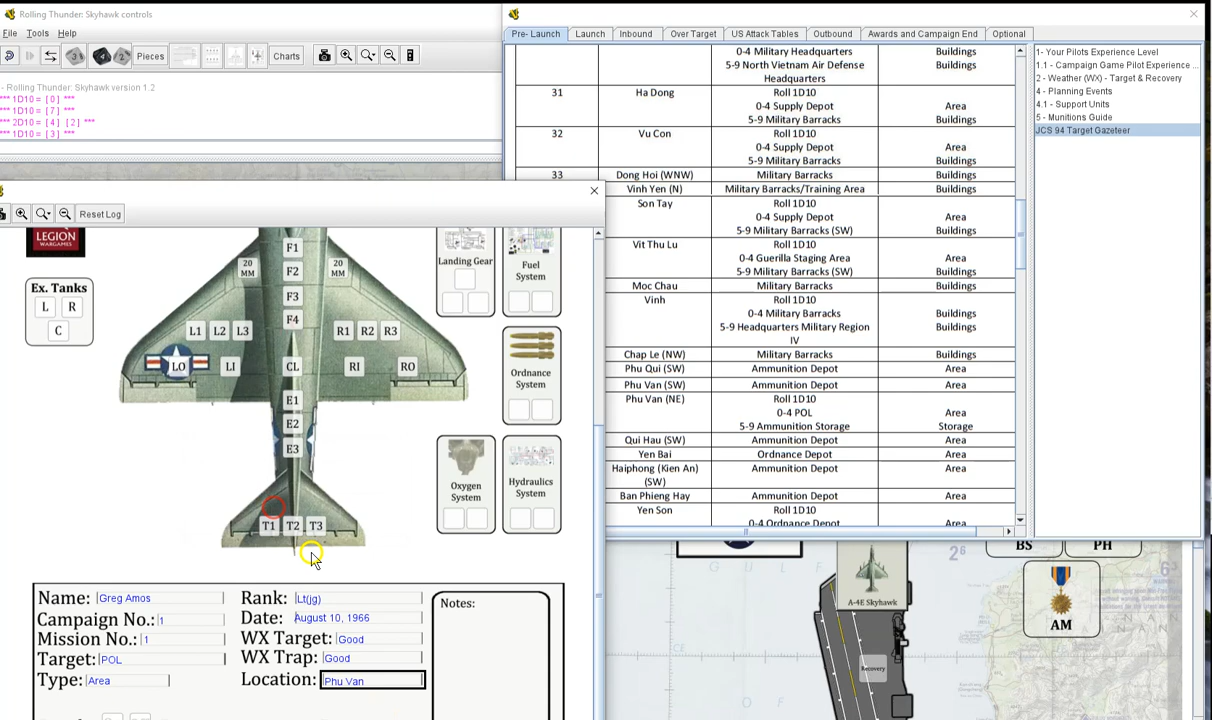 Rolling Thunder: Skyhawk controls
File Tools Help
Pieces
Charts
- Rolling Thunder: Skyhawk version 1.2
*** 1D10 = [ 0 ] ***
*** 1D10 = [ 7 ] ***
*** 2D10 = [ 4 ] [ 2 ] ***
*** 1D10 = [ 3 ] ***
Reset Log
LEGION
WARGAMES
Ex. Tanks
L R
C
F1
20
MM
20
MM
F2
F3
F4
L1 L2 L3
R1 R2 R3
LO LI CL RI RO
E1
E2
E3
T1 T2 T3
Landing Gear
Fuel
System
Ordnance
System
Oxygen
System
Hydraulics
System
Name: Greg Amos
Rank: Lt(jg)
Campaign No.: 1
Date: August 10, 1966
Mission No.: 1
WX Target: Good
Target: POL
WX Trap: Good
Type: Area
Location: Phu Van
Notes:
Pre- Launch Launch Inbound Over Target US Attack Tables Outbound Awards and Campaign End Optional
0-4 Military Headquarters Buildings
5-9 North Vietnam Air Defense Buildings
Headquarters
31 Ha Dong Roll 1D10
0-4 Supply Depot Area
5-9 Military Barracks Buildings
32 Vu Con Roll 1D10
0-4 Supply Depot Area
5-9 Military Barracks Buildings
33 Dong Hoi (WNW) Military Barracks Buildings
Vinh Yen (N) Military Barracks/Training Area Buildings
Son Tay Roll 1D10
0-4 Supply Depot Area
5-9 Military Barracks (SW) Buildings
Vit Thu Lu Roll 1D10
0-4 Guerilla Staging Area Area
5-9 Military Barracks (SW) Buildings
Moc Chau Military Barracks Buildings
Vinh Roll 1D10
0-4 Military Barracks Buildings
5-9 Headquarters Military Region Buildings
IV
Chap Le (NW) Military Barracks Buildings
Phu Qui (SW) Ammunition Depot Area
Phu Van (SW) Ammunition Depot Area
Phu Van (NE) Roll 1D10
0-4 POL Area
5-9 Ammunition Storage Storage
Qui Hau (SW) Ammunition Depot Area
Yen Bai Ordnance Depot Area
Haiphong (Kien An) Ammunition Depot Area
(SW)
Ban Phieng Hay Ammunition Depot Area
Yen Son Roll 1D10
0-4 Ordnance Depot Area
1- Your Pilots Experience Level
1.1 - Campaign Game Pilot Experience ...
2 - Weather (WX) - Target & Recovery
4 - Planning Events
4.1 - Support Units
5 - Munitions Guide
JCS 94 Target Gazeteer
BS PH
GULF
26
63
A-4E Skyhawk
AM
Recovery